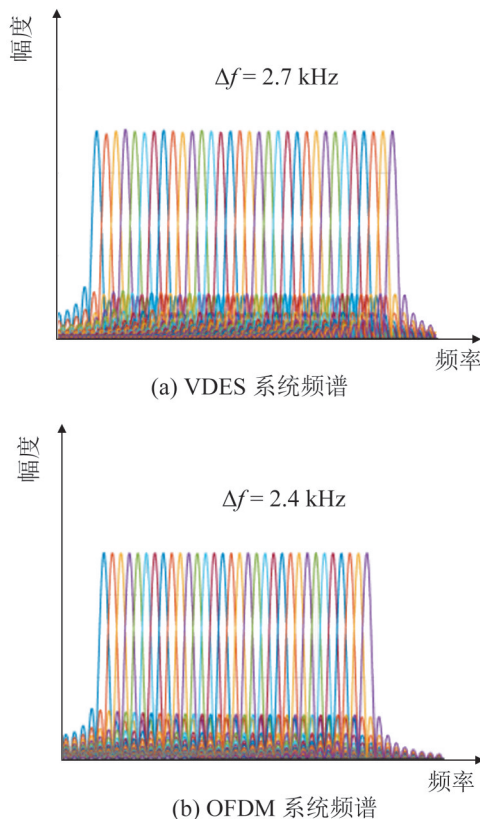 幅度
Δf = 2.7 kHz
频率
(a) VDES 系统频谱
幅度
Δf = 2.4 kHz
频率
(b) OFDM 系统频谱